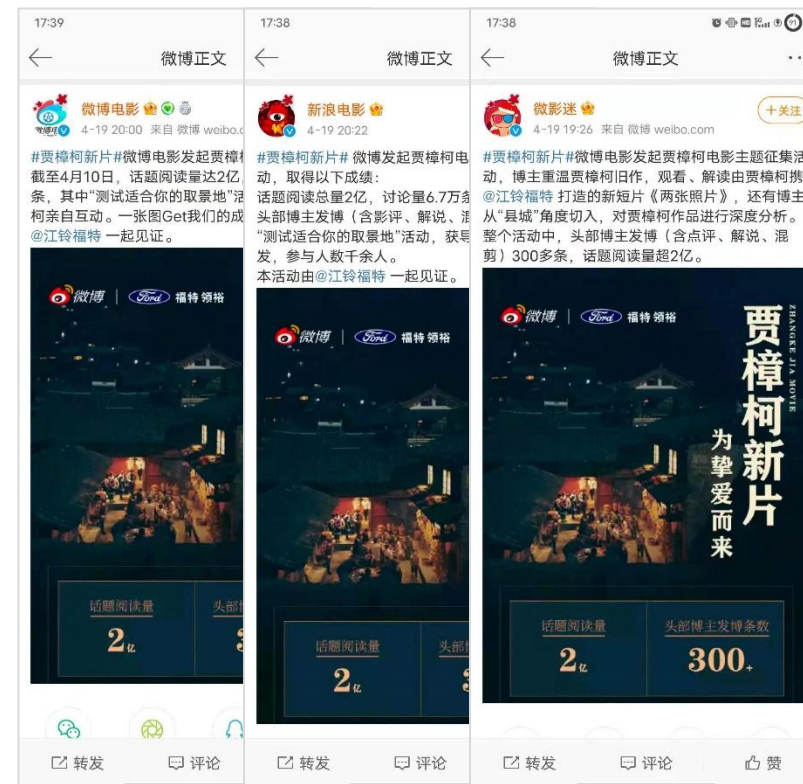 17:39
微博正文
微博电影
4-19 20:00 来自 微博 weibo.c
#贾樟柯新片#微博电影发起贾樟柯
截至4月10日，话题阅读量达2亿
条，其中“测试适合你的取景地”活
柯亲自互动。一张图Get我们的成
@江铃福特 一起见证。
微博 | Ford 福特领裕
话题阅读量
头部
2亿
转发
评论
17:38
微博正文
新浪电影
4-19 20:22
#贾樟柯新片# 微博发起贾樟柯电
动，取得以下成绩：
话题阅读总量2亿，讨论量6.7万条
头部博主发博（含影评、解说、混
“测试适合你的取景地”活动，获导
发，参与人数千余人。
本活动由@江铃福特 一起见证。
微博 | Ford 福特领裕
话题阅读量
头部
2亿
转发
评论
17:38
91
微博正文
微影迷
+关注
4-19 19:26 来自 微博 weibo.com
#贾樟柯新片#微博电影发起贾樟柯电影主题征集活
动，博主重温贾樟柯旧作，观看、解读由贾樟柯携
@江铃福特 打造的新短片《两张照片》，还有博主
从“县城”角度切入，对贾樟柯作品进行深度分析。
整个活动中，头部博主发博（含点评、解说、混
剪）300多条，话题阅读量超2亿。
微博 | Ford 福特领裕
贾樟柯新片
ZHANGKE JIA MOVIE
为挚爱而来
话题阅读量
头部博主发博条数
2亿
300+
转发
评论
赞